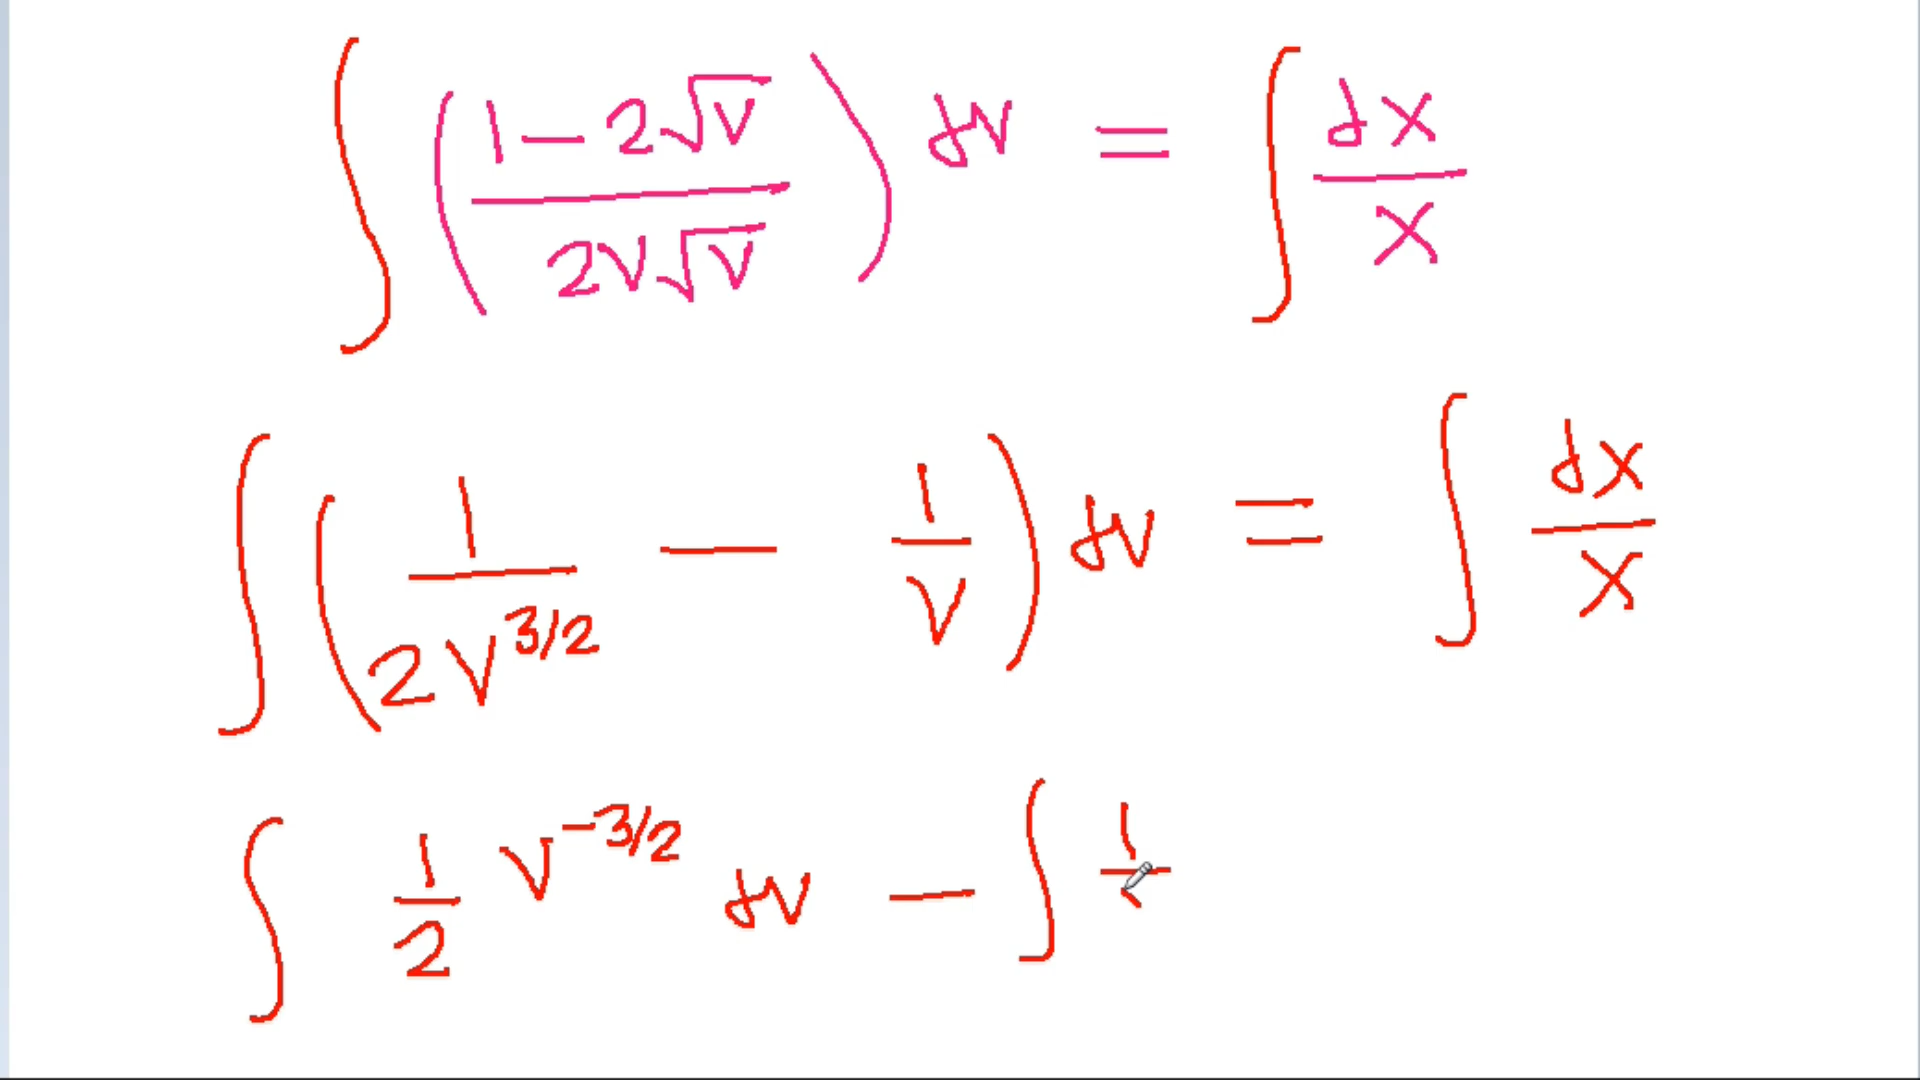 ∫ ( (1 − 2√v) / (2v√v) ) dv = ∫ dx/x
∫ ( 1 / (2v^(3/2)) − 1/v ) dv = ∫ dx/x
∫ 1/2 v^(−3/2) dv − ∫ 1/